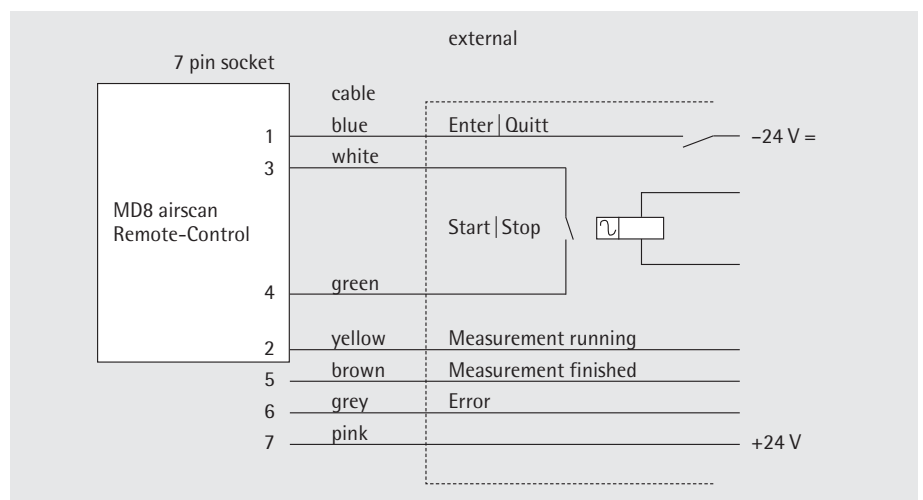 external
7 pin socket
cable
1 blue Enter|Quitt −24 V =
3 white
MD8 airscan
Remote-Control
Start|Stop
4 green
2 yellow Measurement running
5 brown Measurement finished
6 grey Error
7 pink +24 V